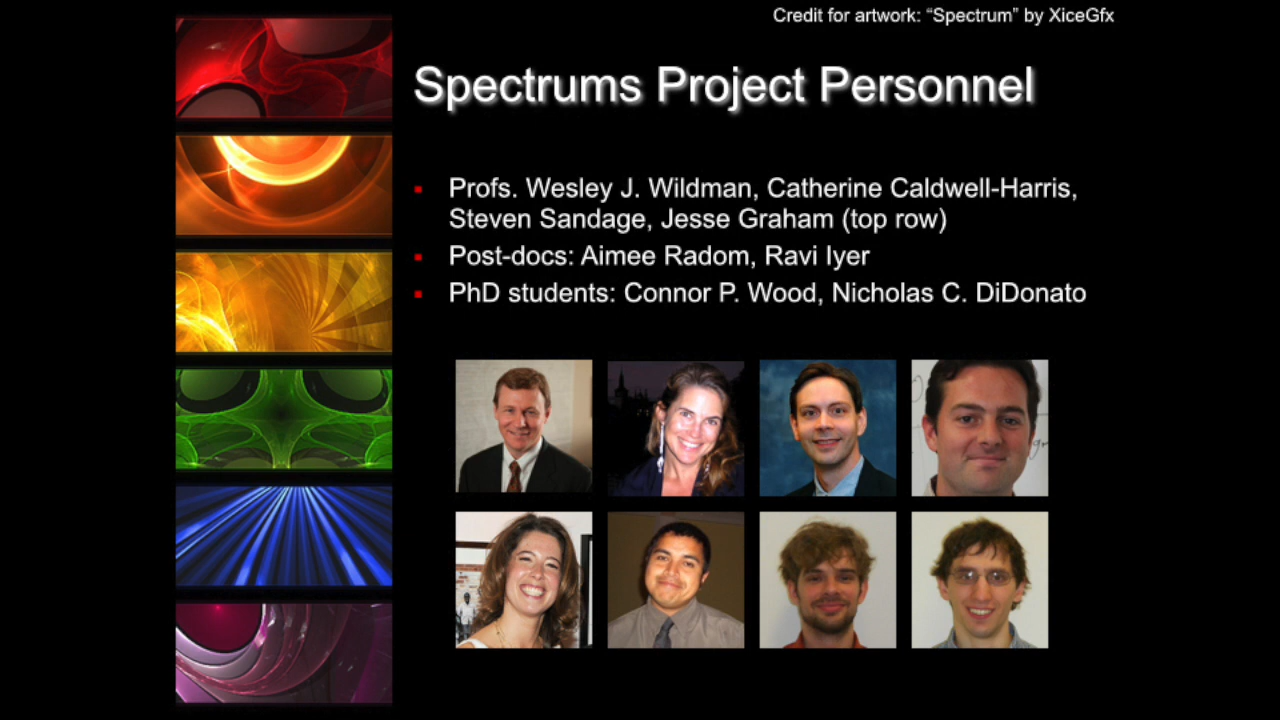 Credit for artwork: “Spectrum” by XiceGfx
Spectrums Project Personnel
▪ Profs. Wesley J. Wildman, Catherine Caldwell-Harris,
Steven Sandage, Jesse Graham (top row)
▪ Post-docs: Aimee Radom, Ravi Iyer
▪ PhD students: Connor P. Wood, Nicholas C. DiDonato